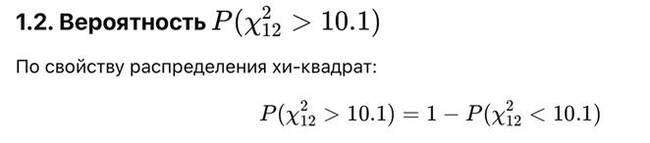 1.2. Вероятность P(χ²₁₂ > 10.1)
По свойству распределения хи-квадрат:
P(χ²₁₂ > 10.1) = 1 − P(χ²₁₂ < 10.1)